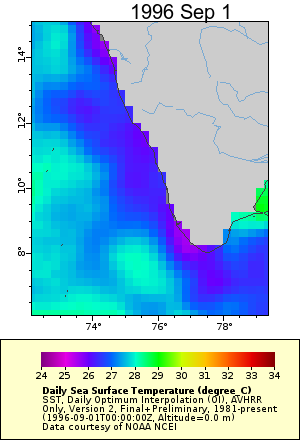 1996 Sep 1
14°
12°
10°
8°
74° 76° 78°
24 25 26 27 28 29 30 31 32 33 34
Daily Sea Surface Temperature (degree_C)
SST, Daily Optimum Interpolation (OI), AVHRR
Only, Version 2, Final+Preliminary, 1981-present
(1996-09-01T00:00:00Z, Altitude=0.0 m)
Data courtesy of NOAA NCEI